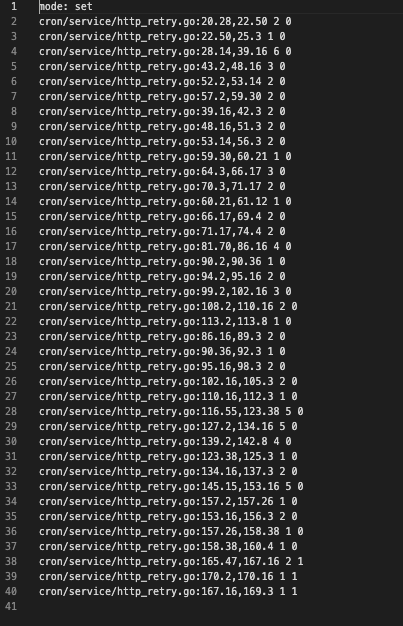 1 mode: set
2 cron/service/http_retry.go:20.28,22.50 2 0
3 cron/service/http_retry.go:22.50,25.3 1 0
4 cron/service/http_retry.go:28.14,39.16 6 0
5 cron/service/http_retry.go:43.2,48.16 3 0
6 cron/service/http_retry.go:52.2,53.14 2 0
7 cron/service/http_retry.go:57.2,59.30 2 0
8 cron/service/http_retry.go:39.16,42.3 2 0
9 cron/service/http_retry.go:48.16,51.3 2 0
10 cron/service/http_retry.go:53.14,56.3 2 0
11 cron/service/http_retry.go:59.30,60.21 1 0
12 cron/service/http_retry.go:64.3,66.17 3 0
13 cron/service/http_retry.go:70.3,71.17 2 0
14 cron/service/http_retry.go:60.21,61.12 1 0
15 cron/service/http_retry.go:66.17,69.4 2 0
16 cron/service/http_retry.go:71.17,74.4 2 0
17 cron/service/http_retry.go:81.70,86.16 4 0
18 cron/service/http_retry.go:90.2,90.36 1 0
19 cron/service/http_retry.go:94.2,95.16 2 0
20 cron/service/http_retry.go:99.2,102.16 3 0
21 cron/service/http_retry.go:108.2,110.16 2 0
22 cron/service/http_retry.go:113.2,113.8 1 0
23 cron/service/http_retry.go:86.16,89.3 2 0
24 cron/service/http_retry.go:90.36,92.3 1 0
25 cron/service/http_retry.go:95.16,98.3 2 0
26 cron/service/http_retry.go:102.16,105.3 2 0
27 cron/service/http_retry.go:110.16,112.3 1 0
28 cron/service/http_retry.go:116.55,123.38 5 0
29 cron/service/http_retry.go:127.2,134.16 5 0
30 cron/service/http_retry.go:139.2,142.8 4 0
31 cron/service/http_retry.go:123.38,125.3 1 0
32 cron/service/http_retry.go:134.16,137.3 2 0
33 cron/service/http_retry.go:145.15,153.16 5 0
34 cron/service/http_retry.go:157.2,157.26 1 0
35 cron/service/http_retry.go:153.16,156.3 2 0
36 cron/service/http_retry.go:157.26,158.38 1 0
37 cron/service/http_retry.go:158.38,160.4 1 0
38 cron/service/http_retry.go:165.47,167.16 2 1
39 cron/service/http_retry.go:170.2,170.16 1 1
40 cron/service/http_retry.go:167.16,169.3 1 1
41